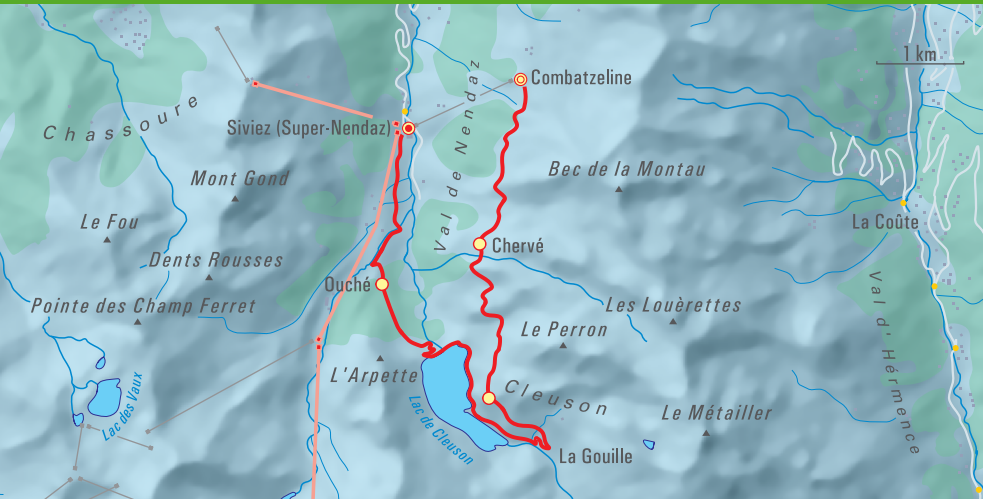 1 km
Combatzeline
Chassoure
Siviez (Super-Nendaz)
Val de Nendaz
Bec de la Montau
Mont Gond
Le Fou
La Coûte
Chervé
Dents Rousses
Ouché
Pointe des Champ Ferret
Les Louèrettes
Val d'Hérmence
Le Perron
L'Arpette
Lac des Vaux
Cleuson
Lac de Cleuson
Le Métailler
La Gouille